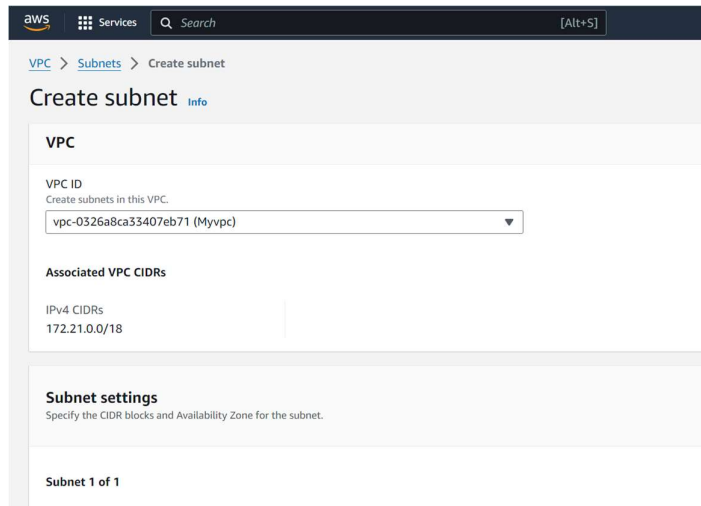 aws Services Search [Alt+S]
VPC > Subnets > Create subnet
Create subnet Info
VPC
VPC ID
Create subnets in this VPC.
vpc-0326a8ca33407eb71 (Myvpc)
Associated VPC CIDRs
IPv4 CIDRs
172.21.0.0/18
Subnet settings
Specify the CIDR blocks and Availability Zone for the subnet.
Subnet 1 of 1